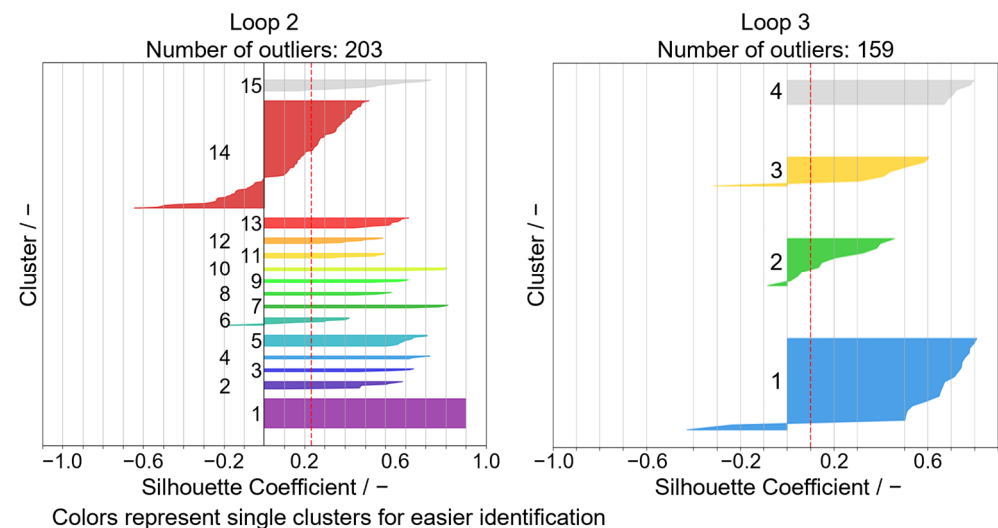 Loop 2
Number of outliers: 203
15
14
13
12
11
10
9
8
7
6
5
4
3
2
1
Cluster / −
−1.0 −0.6 −0.2 0.2 0.6 1.0
Silhouette Coefficient / −
Loop 3
Number of outliers: 159
4
3
2
1
Cluster / −
−1.0 −0.6 −0.2 0.2 0.6
Silhouette Coefficient / −
Colors represent single clusters for easier identification